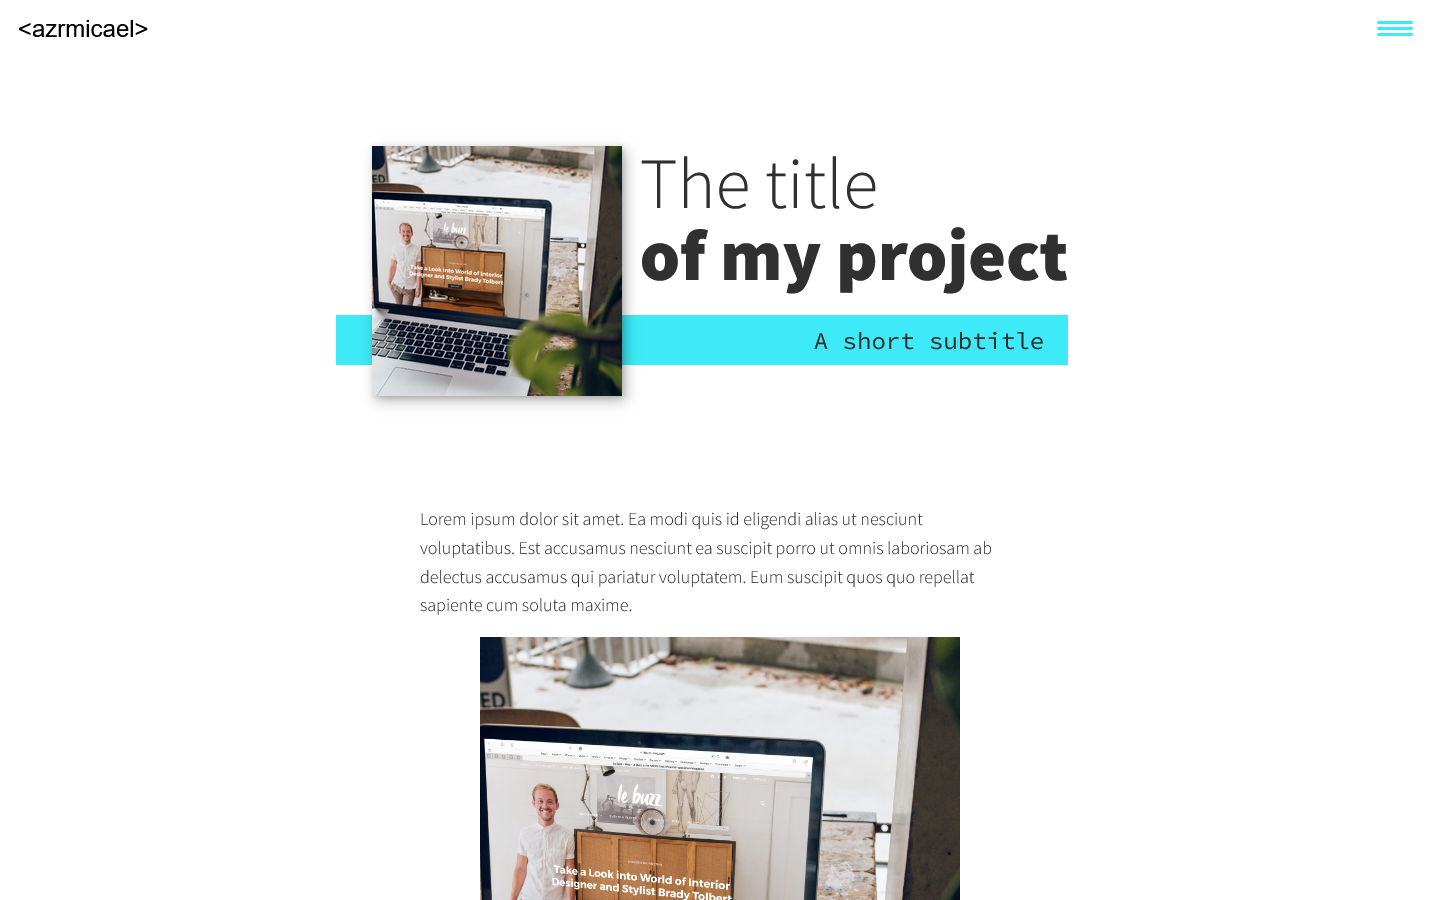 <azrmicael>
The title
of my project
A short subtitle
le buzz
Take a Look into World of Interior
Designer and Stylist Brady Tolbert
Lorem ipsum dolor sit amet. Ea modi quis id eligendi alias ut nesciunt
voluptatibus. Est accusamus nesciunt ea suscipit porro ut omnis laboriosam ab
delectus accusamus qui pariatur voluptatem. Eum suscipit quos quo repellat
sapiente cum soluta maxime.
ED
le buzz
Take a Look into World of Interior
Designer and Stylist Brady Tolbert